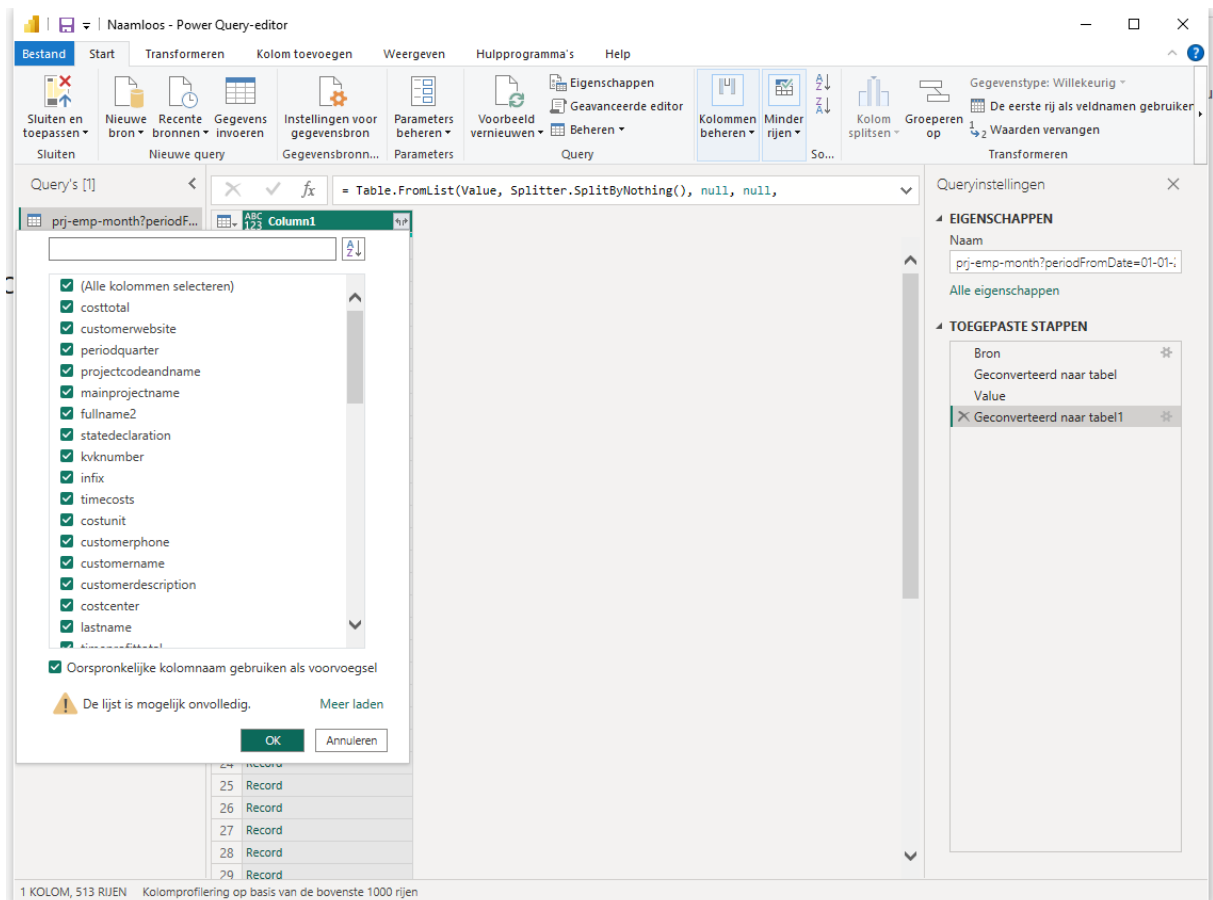 Naamloos - Power Query-editor
Bestand Start Transformeren Kolom toevoegen Weergeven Hulpprogramma's Help
Sluiten en toepassen
Nieuwe bron
Recente bronnen
Gegevens invoeren
Instellingen voor gegevensbron
Parameters beheren
Voorbeeld vernieuwen
Eigenschappen
Geavanceerde editor
Beheren
Kolommen beheren
Minder rijen
Kolom splitsen
Groeperen op
Gegevenstype: Willekeurig
De eerste rij als veldnamen gebruiken
Waarden vervangen
Sluiten Nieuwe query Gegevensbronn... Parameters Query So... Transformeren
Query's [1]
fx = Table.FromList(Value, Splitter.SplitByNothing(), null, null,
prj-emp-month?periodF...
ABC 123 Column1
(Alle kolommen selecteren)
costtotal
customerwebsite
periodquarter
projectcodeandname
mainprojectname
fullname2
statedeclaration
kvknumber
infix
timecosts
costunit
customerphone
customername
customerdescription
costcenter
lastname
Oorspronkelijke kolomnaam gebruiken als voorvoegsel
De lijst is mogelijk onvolledig. Meer laden
OK Annuleren
24 Record
25 Record
26 Record
27 Record
28 Record
29 Record
Queryinstellingen
EIGENSCHAPPEN
Naam
prj-emp-month?periodFromDate=01-01-
Alle eigenschappen
TOEGEPASTE STAPPEN
Bron
Geconverteerd naar tabel
Value
Geconverteerd naar tabel1
1 KOLOM, 513 RIJEN Kolomprofilering op basis van de bovenste 1000 rijen